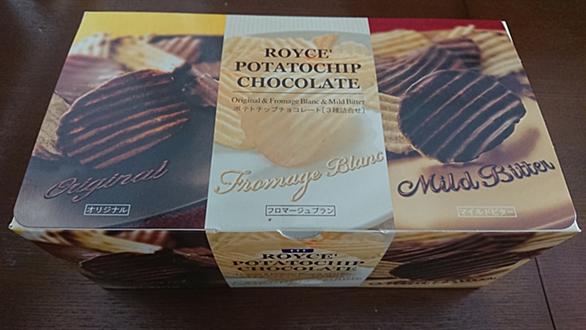 ROYCE'
POTATOCHIP
CHOCOLATE
Original & Fromage Blanc & Mild Bitter
ポテトチップチョコレート[3種詰合せ]
Original
オリジナル
Fromage Blanc
フロマージュブラン
Mild Bitter
マイルドビター
ROYCE'
POTATOCHIP
CHOCOLATE